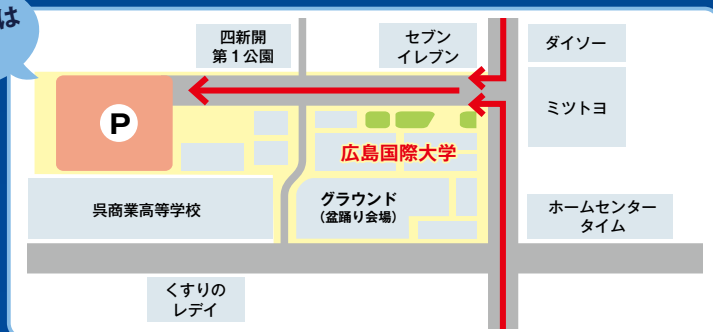 は
四新開
第1公園
セブン
イレブン
ダイソー
P
ミツトヨ
広島国際大学
呉商業高等学校
グラウンド
(盆踊り会場)
ホームセンター
タイム
くすりの
レデイ